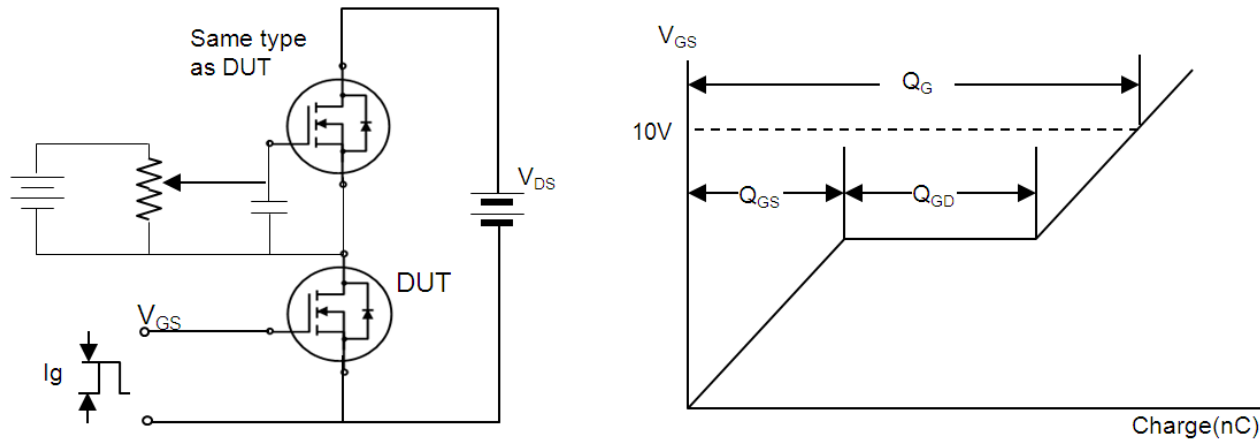 Same type
as DUT
V_DS
DUT
V_GS
Ig
V_GS
Q_G
10V
Q_GS
Q_GD
Charge(nC)